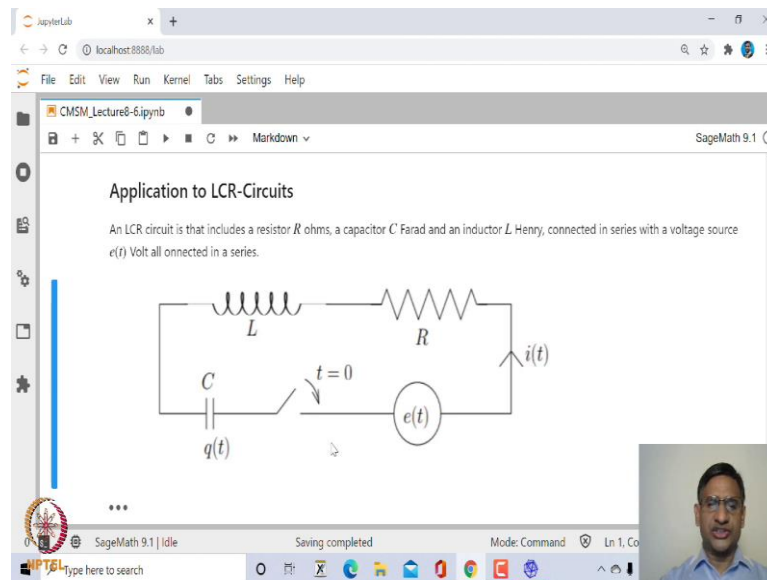 JupyterLab
localhost:8888/lab
File Edit View Run Kernel Tabs Settings Help
CMSM_Lecture8-6.ipynb
Markdown
SageMath 9.1
Application to LCR-Circuits
An LCR circuit is that includes a resistor R ohms, a capacitor C Farad and an inductor L Henry, connected in series with a voltage source
e(t) Volt all onnected in a series.
L
R
i(t)
C
t = 0
e(t)
q(t)
SageMath 9.1 | Idle
Saving completed
Mode: Command
Ln 1, Co
NPTEL
Type here to search